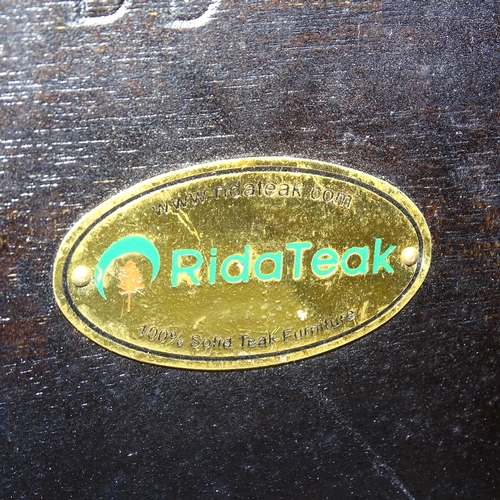 www.ridateak.com
RidaTeak
100% Solid Teak Furniture